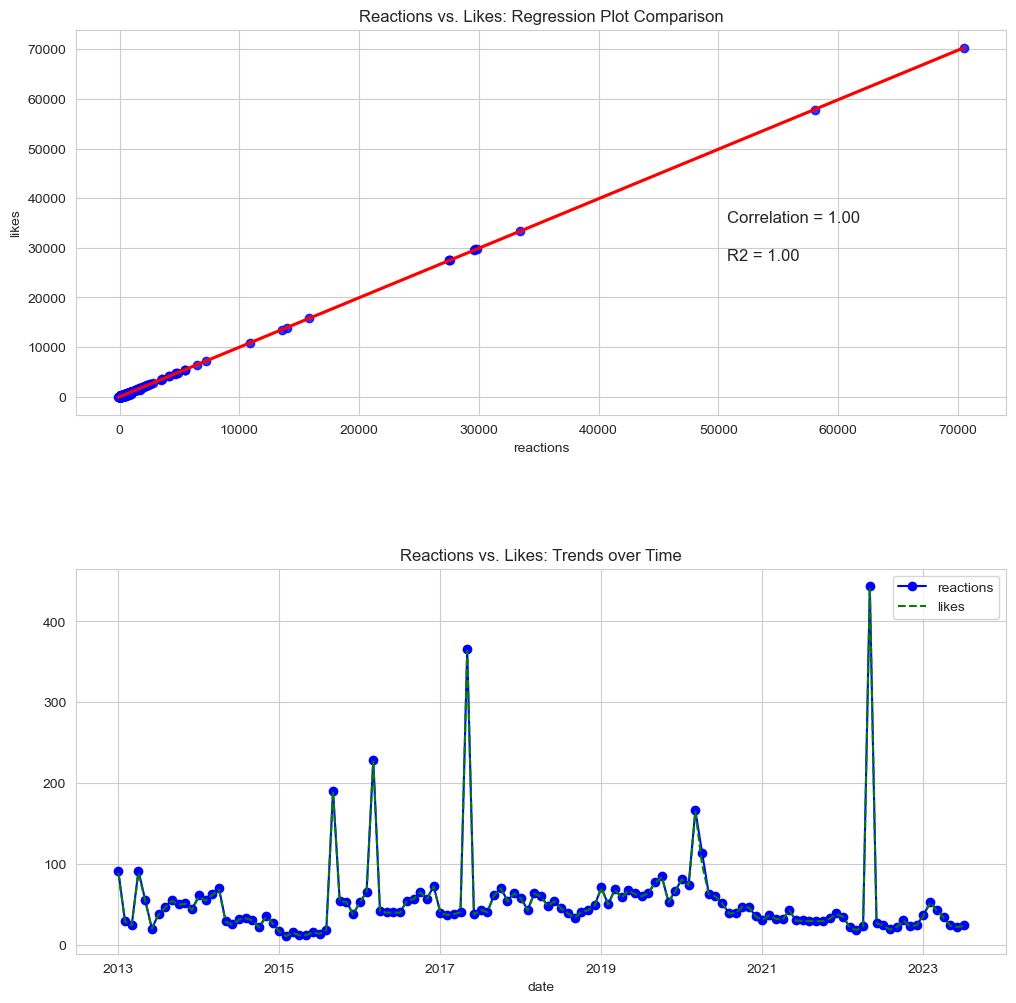 Reactions vs. Likes: Regression Plot Comparison
70000
60000
50000
40000
30000
20000
10000
0
likes
Correlation = 1.00
R2 = 1.00
0 10000 20000 30000 40000 50000 60000 70000
reactions
Reactions vs. Likes: Trends over Time
reactions
likes
400
300
200
100
0
2013 2015 2017 2019 2021 2023
date